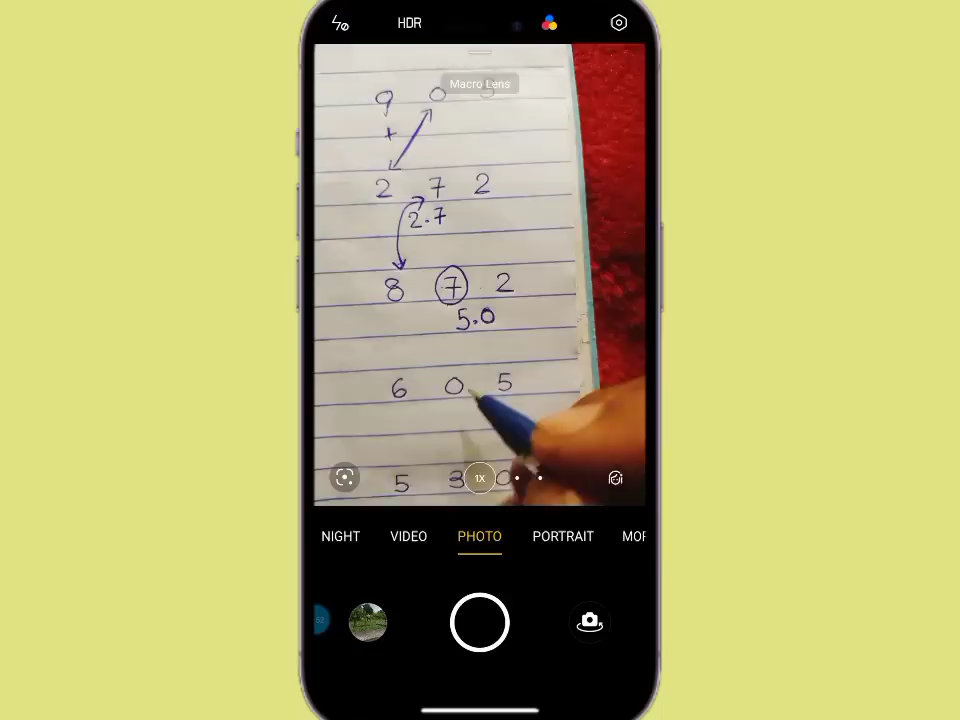 HDR
Macro Lens
9 0
+
2 7 2
2.7
8 7 2
5.0
6 0 5
5 3 0
1X
NIGHT VIDEO PHOTO PORTRAIT